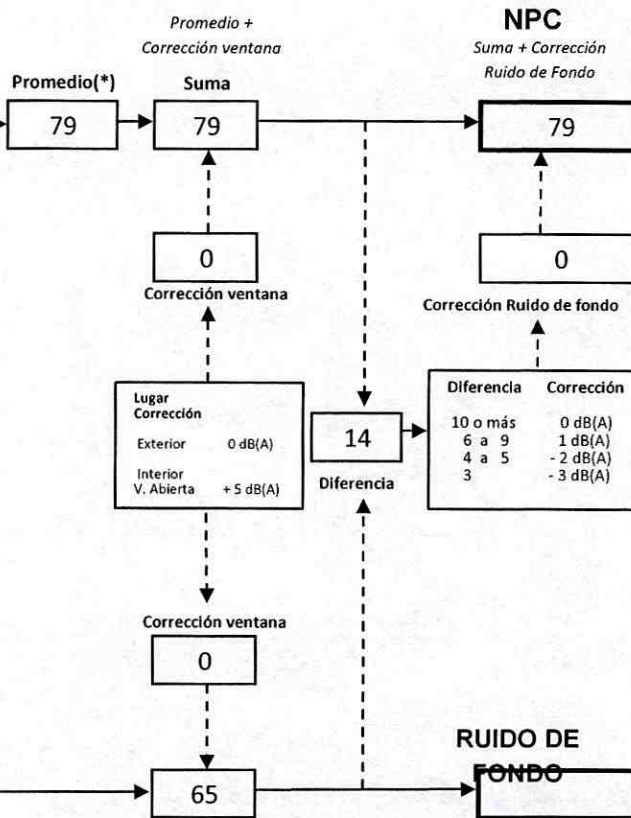 Promedio +
Corrección ventana
NPC
Suma + Corrección
Ruido de Fondo
Promedio(*)
Suma
79
79
79
0
Corrección ventana
0
Corrección Ruido de fondo
Lugar
Corrección
Exterior 0 dB(A)
Interior
V. Abierta + 5 dB(A)
14
Diferencia
Diferencia Corrección
10 o más 0 dB(A)
6 a 9 1 dB(A)
4 a 5 - 2 dB(A)
3 - 3 dB(A)
Corrección ventana
0
65
RUIDO DE
FONDO